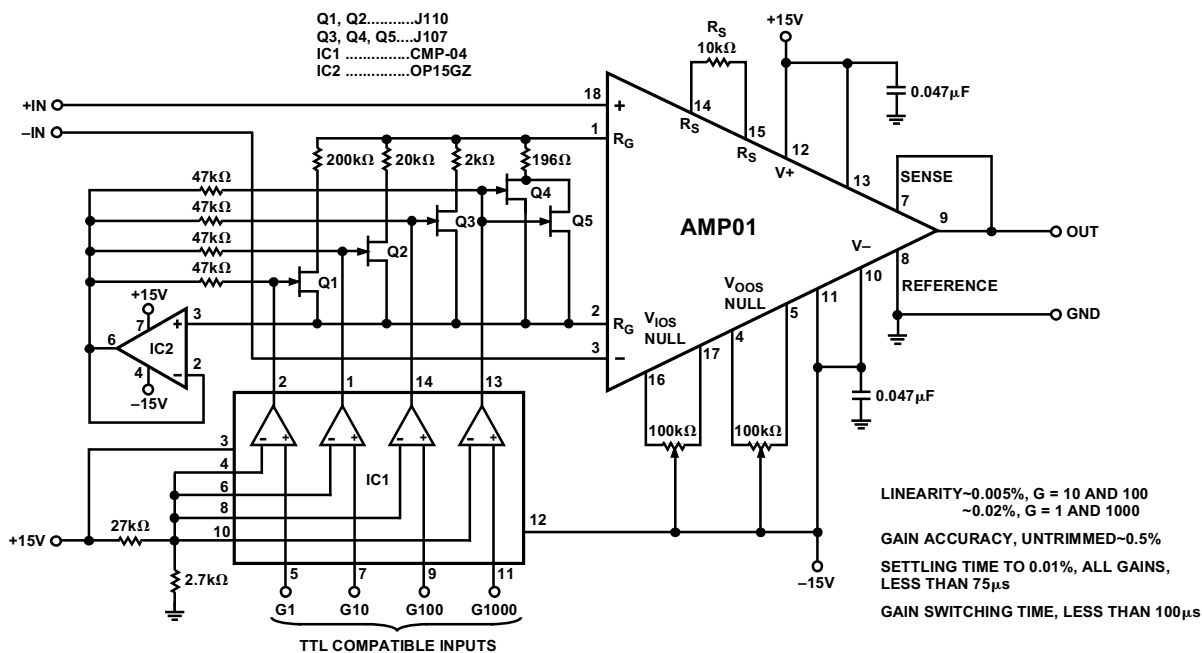 Q1, Q2...........J110
Q3, Q4, Q5....J107
IC1 ...............CMP-04
IC2 ...............OP15GZ
+15V
RS
10kΩ
0.047μF
+IN
18
+
14
RS
15
RS
12
V+
13
–IN
1
RG
200kΩ
20kΩ
2kΩ
196Ω
SENSE
7
47kΩ
Q4
47kΩ
Q3
Q5
AMP01
9
OUT
47kΩ
Q2
V–
10
8
47kΩ
Q1
REFERENCE
+15V
7
+
3
2
RG
VOOS
NULL
11
GND
6
IC2
VIOS
NULL
4
5
3
–
17
4
–
2
–15V
16
2
1
14
13
0.047μF
100kΩ
100kΩ
3
– +
– +
– +
– +
4
IC1
6
8
LINEARITY~0.005%, G = 10 AND 100
~0.02%, G = 1 AND 1000
12
+15V
27kΩ
10
GAIN ACCURACY, UNTRIMMED~0.5%
2.7kΩ
5
7
9
11
–15V
SETTLING TIME TO 0.01%, ALL GAINS,
LESS THAN 75μs
G1
G10
G100
G1000
GAIN SWITCHING TIME, LESS THAN 100μs
TTL COMPATIBLE INPUTS